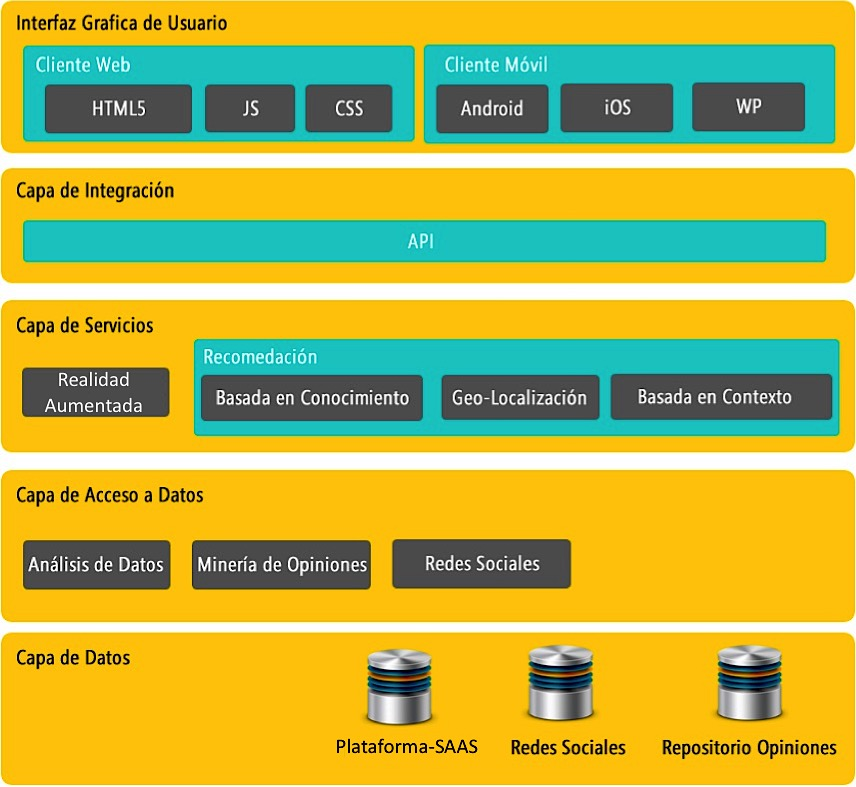 Interfaz Grafica de Usuario
Cliente Web
HTML5
JS
CSS
Cliente Móvil
Android
iOS
WP
Capa de Integración
API
Capa de Servicios
Realidad
Aumentada
Recomedación
Basada en Conocimiento
Geo-Localización
Basada en Contexto
Capa de Acceso a Datos
Análisis de Datos
Minería de Opiniones
Redes Sociales
Capa de Datos
Plataforma-SAAS
Redes Sociales
Repositorio Opiniones